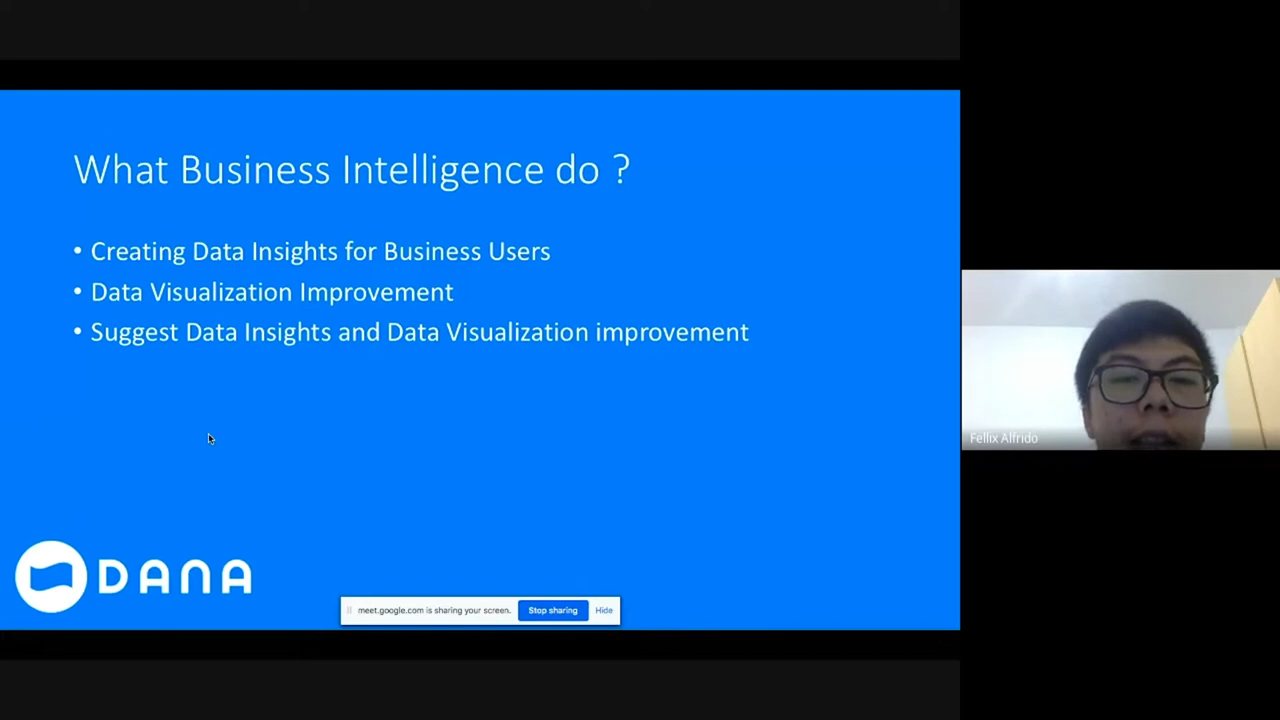 What Business Intelligence do ?
• Creating Data Insights for Business Users
• Data Visualization Improvement
• Suggest Data Insights and Data Visualization improvement
Fellix Alfrido
DANA
meet.google.com is sharing your screen. Stop sharing Hide